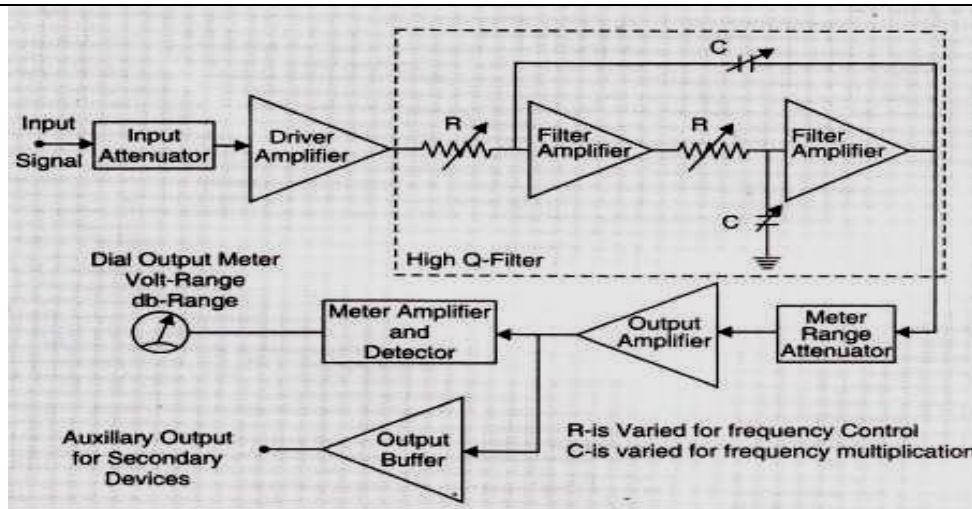 Input
Signal
Input
Attenuator
Driver
Amplifier
R
C
Filter
Amplifier
R
C
Filter
Amplifier
High Q-Filter
Dial Output Meter
Volt-Range
db-Range
Meter Amplifier
and
Detector
Output
Amplifier
Meter
Range
Attenuator
Auxillary Output
for Secondary
Devices
Output
Buffer
R-is Varied for frequency Control
C-is varied for frequency multiplication